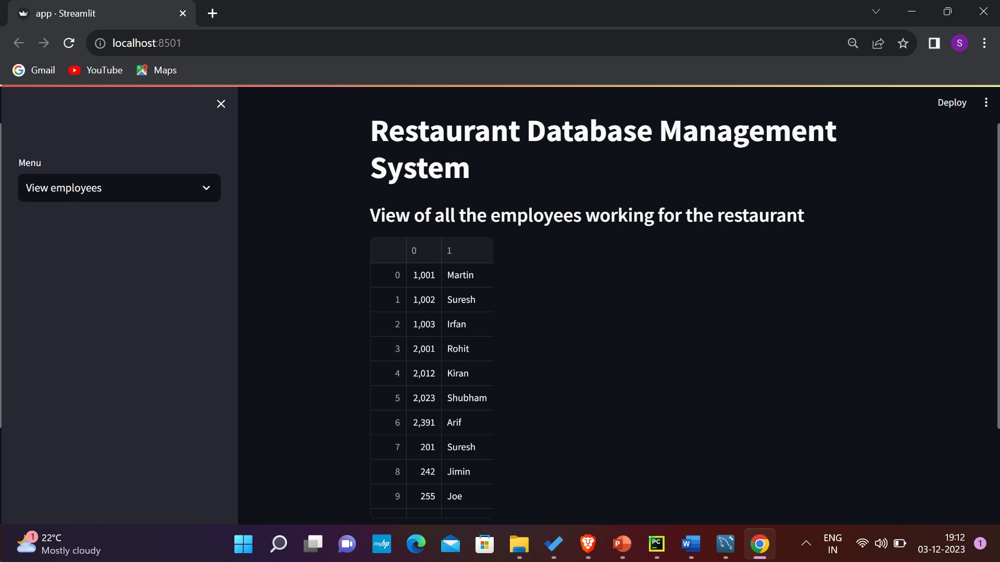 app · Streamlit
localhost:8501
S
Gmail YouTube Maps
Deploy
Menu
View employees
Restaurant Database Management
System
View of all the employees working for the restaurant
0 1
0 1,001 Martin
1 1,002 Suresh
2 1,003 Irfan
3 2,001 Rohit
4 2,012 Kiran
5 2,023 Shubham
6 2,391 Arif
7 201 Suresh
8 242 Jimin
9 255 Joe
1
22°C
Mostly cloudy
myhp
P
PC
W
ENG
IN
19:12
03-12-2023
1